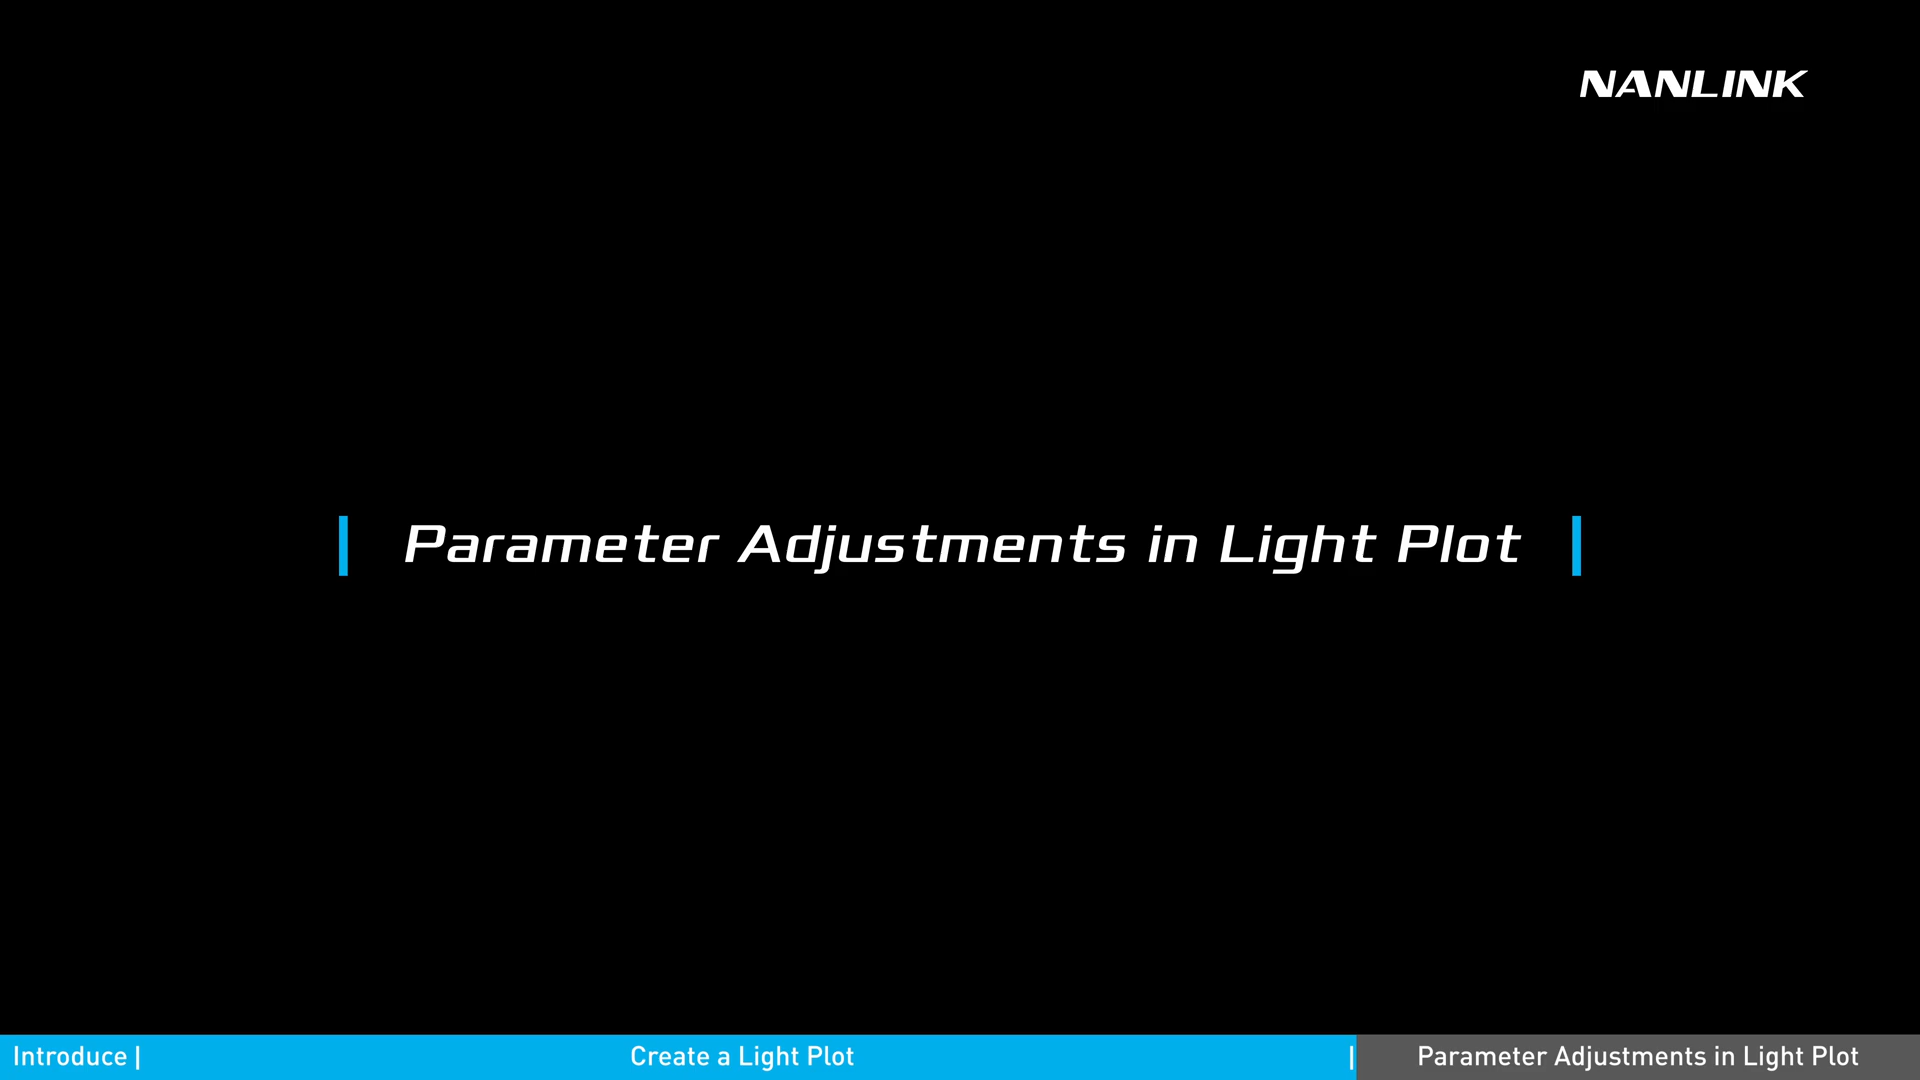 NANLINK
Parameter Adjustments in Light Plot
Introduce | Create a Light Plot | Parameter Adjustments in Light Plot